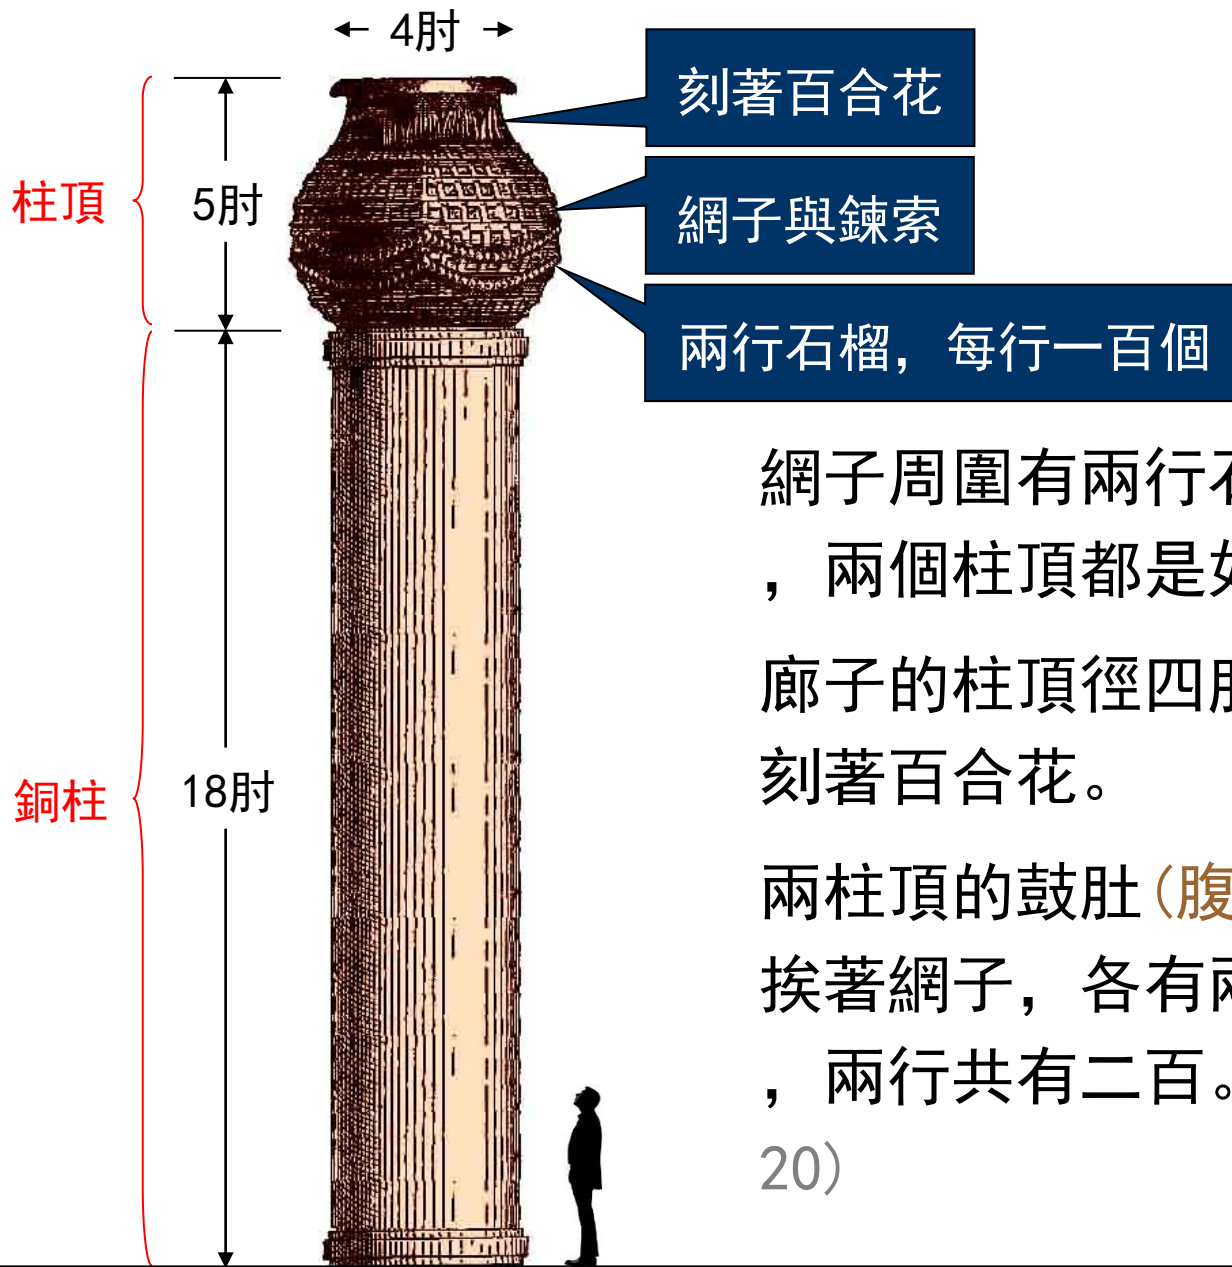 4肘
刻著百合花
柱頂
5肘
網子與鍊索
兩行石榴，每行一百個
網子周圍有兩行
，兩個柱頂都是
廊子的柱頂徑四
刻著百合花。
銅柱
18肘
兩柱頂的鼓肚(腹
挨著網子，各有
，兩行共有二百。
20)